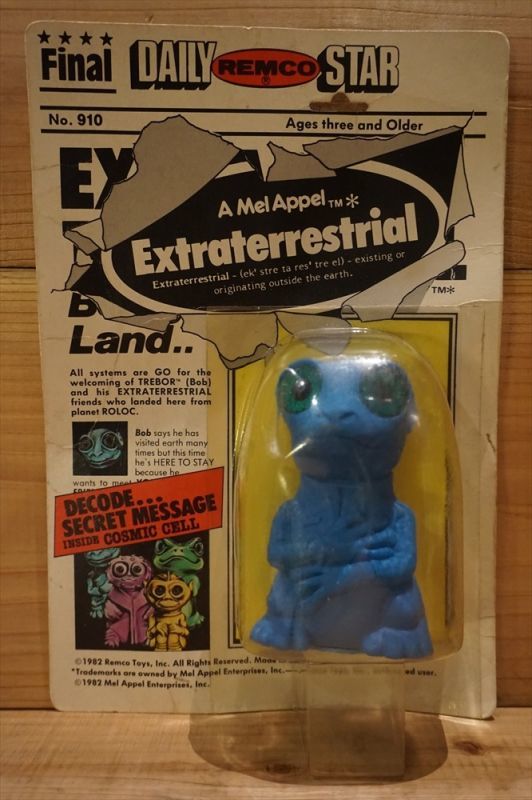 Final DAILY REMCO® STAR
No. 910
Ages three and Older
A Mel Appel TM*
Extraterrestrial
Extraterrestrial - (ek' stre ta res' tre el) - existing or
originating outside the earth.
TM*
Land..
All systems are GO for the
welcoming of TREBOR™ (Bob)
and his EXTRATERRESTRIAL
friends who landed here from
planet ROLOC.
Bob says he has
visited earth many
times but this time
he's HERE TO STAY
because he
wants to meet
DECODE...
SECRET MESSAGE
INSIDE COSMIC CELL
©1982 Remco Toys, Inc. All Rights Reserved. Made
*Trademarks are owned by Mel Appel Enterprises, Inc.
©1982 Mel Appel Enterprises, Inc.